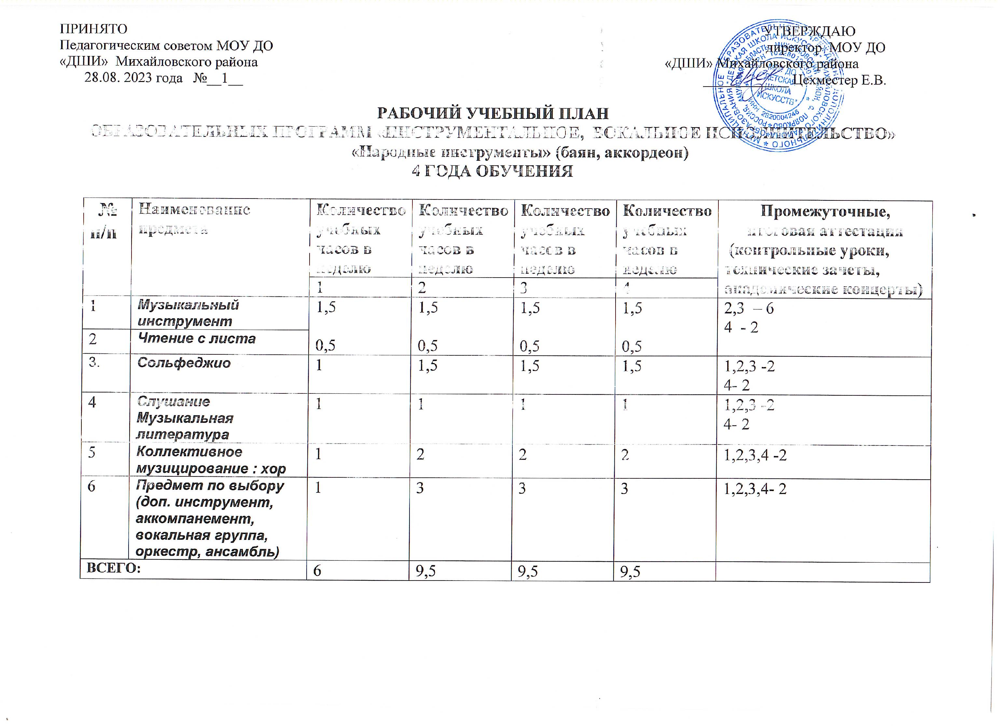 ПРИНЯТО
Педагогическим советом МОУ ДО
«ДШИ» Михайловского района
28.08. 2023 года №__1__
УТВЕРЖДАЮ
директор МОУ ДО
«ДШИ» Михайловского района
____________ Цехместер Е.В.
МОУ ДО
"ДЕТСКАЯ
ШКОЛА
ИСКУССТВ"
ИНН 2820004246
РАБОЧИЙ УЧЕБНЫЙ ПЛАН
ОБРАЗОВАТЕЛЬНЫХ ПРОГРАММ «ИНСТРУМЕНТАЛЬНОЕ, ВОКАЛЬНОЕ ИСПОЛНИТЕЛЬСТВО»
«Народные инструменты» (баян, аккордеон)
4 ГОДА ОБУЧЕНИЯ
№ Наименование Количество Количество Количество Количество Промежуточные,
п/п предмета учебных учебных учебных учебных итоговая аттестация
часов в часов в часов в часов в (контрольные уроки,
неделю неделю неделю неделю технические зачеты,
1 2 3 4 академические концерты)
1 Музыкальный 1,5 1,5 1,5 1,5 2,3 – 6
инструмент 4 - 2
2 Чтение с листа 0,5 0,5 0,5 0,5
3. Сольфеджио 1 1,5 1,5 1,5 1,2,3 -2
4- 2
4 Слушание 1 1 1 1 1,2,3 -2
Музыкальная 4- 2
литература
5 Коллективное 1 2 2 2 1,2,3,4 -2
музицирование : хор
6 Предмет по выбору 1 3 3 3 1,2,3,4- 2
(доп. инструмент,
аккомпанемент,
вокальная группа,
оркестр, ансамбль)
ВСЕГО: 6 9,5 9,5 9,5